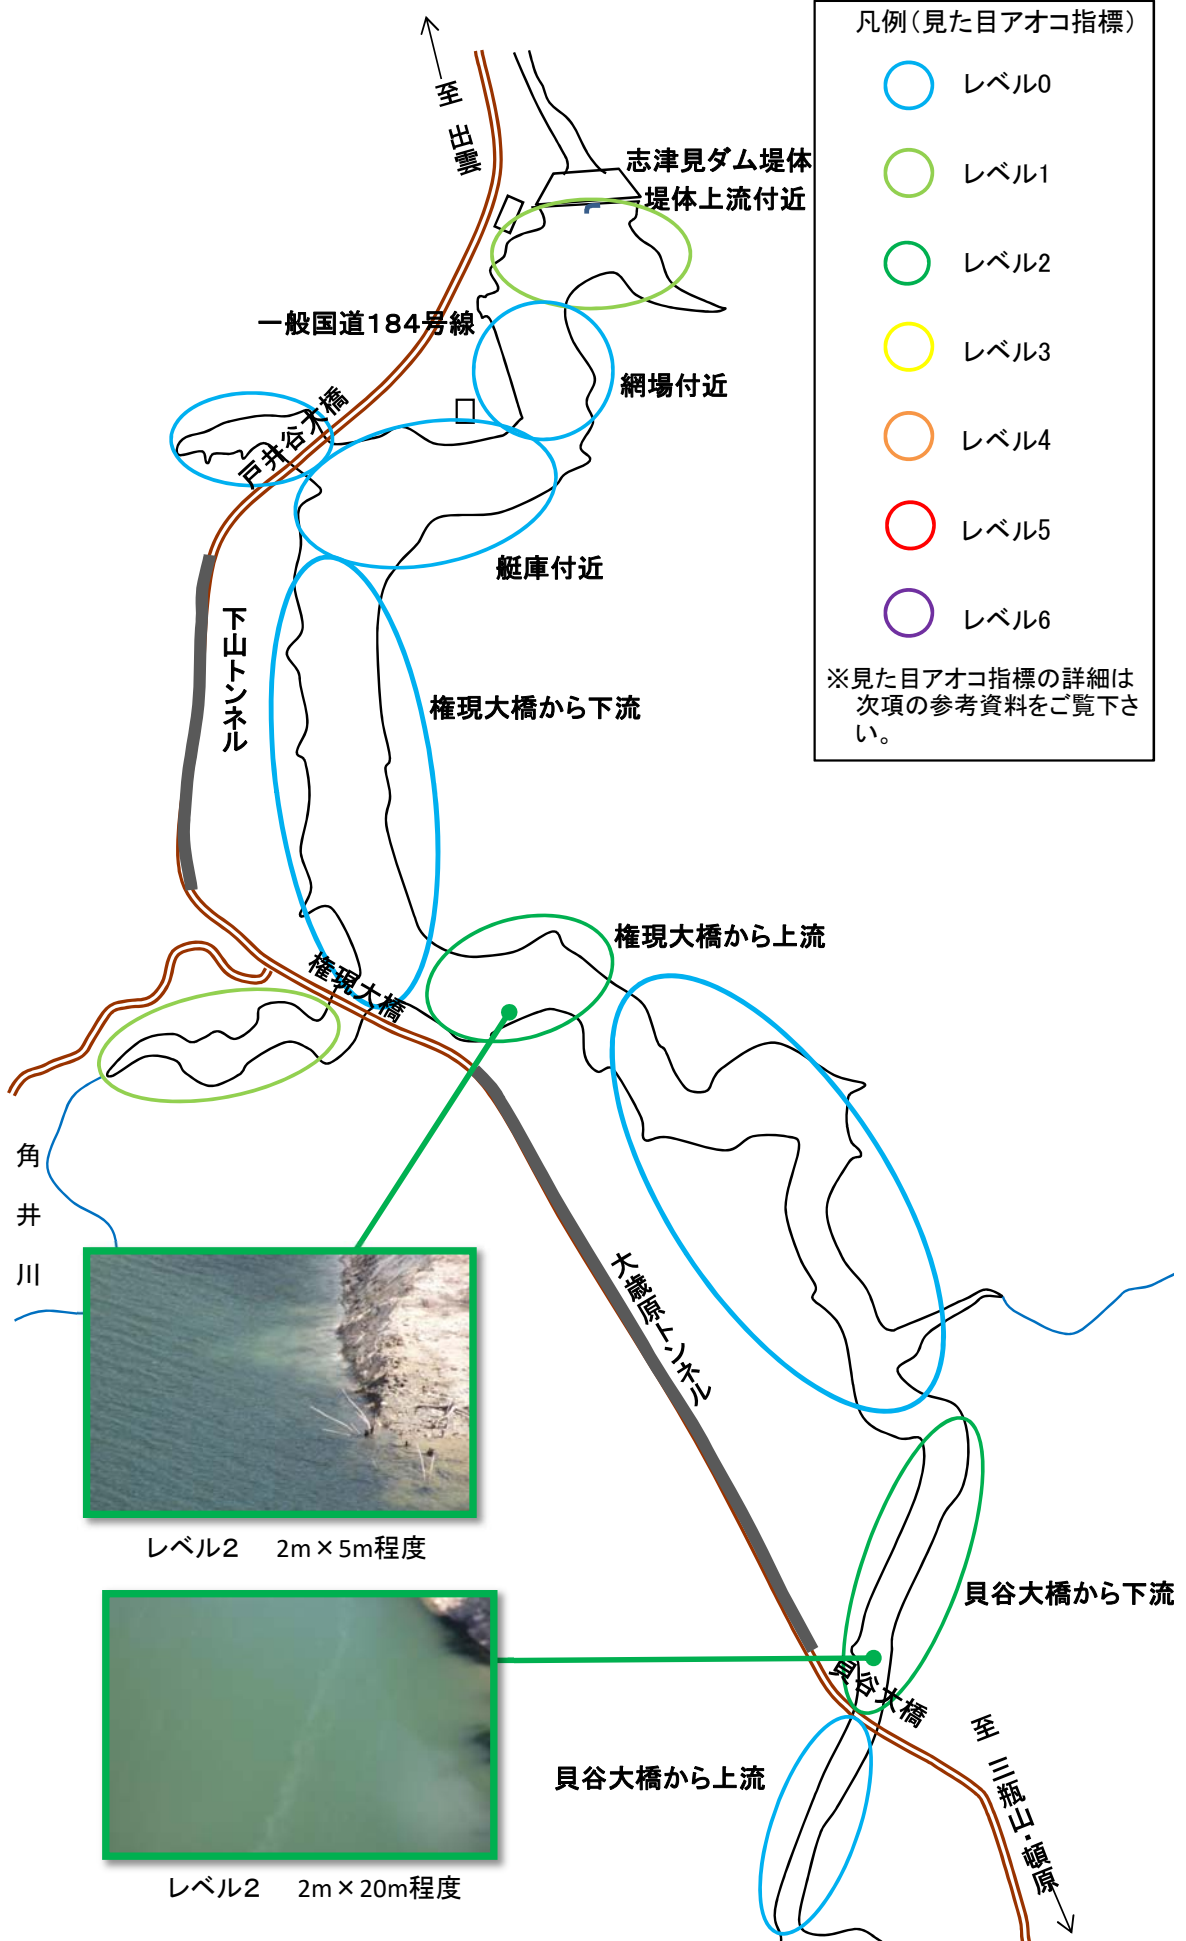 凡例（見た目アオコ指標）
レベル0
レベル1
レベル2
レベル3
レベル4
レベル5
レベル6
※見た目アオコ指標の詳細は
次項の参考資料をご覧下さ
い。
至 出雲
志津見ダム堤体
堤体上流付近
一般国道184号線
網場付近
戸井谷大橋
艇庫付近
下山トンネル
権現大橋から下流
権現大橋から上流
権現大橋
角井川
大歳原トンネル
レベル２ 2m×5m程度
貝谷大橋から下流
貝谷大橋
至 三瓶山・頓原
貝谷大橋から上流
レベル２ 2m×20m程度